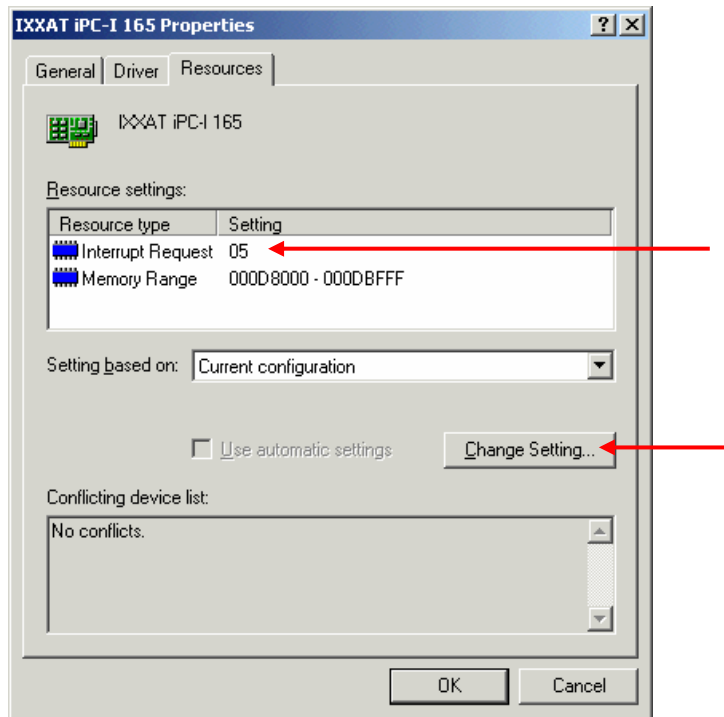 IXXAT iPC-I 165 Properties
General Driver Resources
IXXAT iPC-I 165
Resource settings:
Resource type Setting
Interrupt Request 05
Memory Range 000D8000 - 000DBFFF
Setting based on: Current configuration
Use automatic settings Change Setting...
Conflicting device list:
No conflicts.
OK Cancel